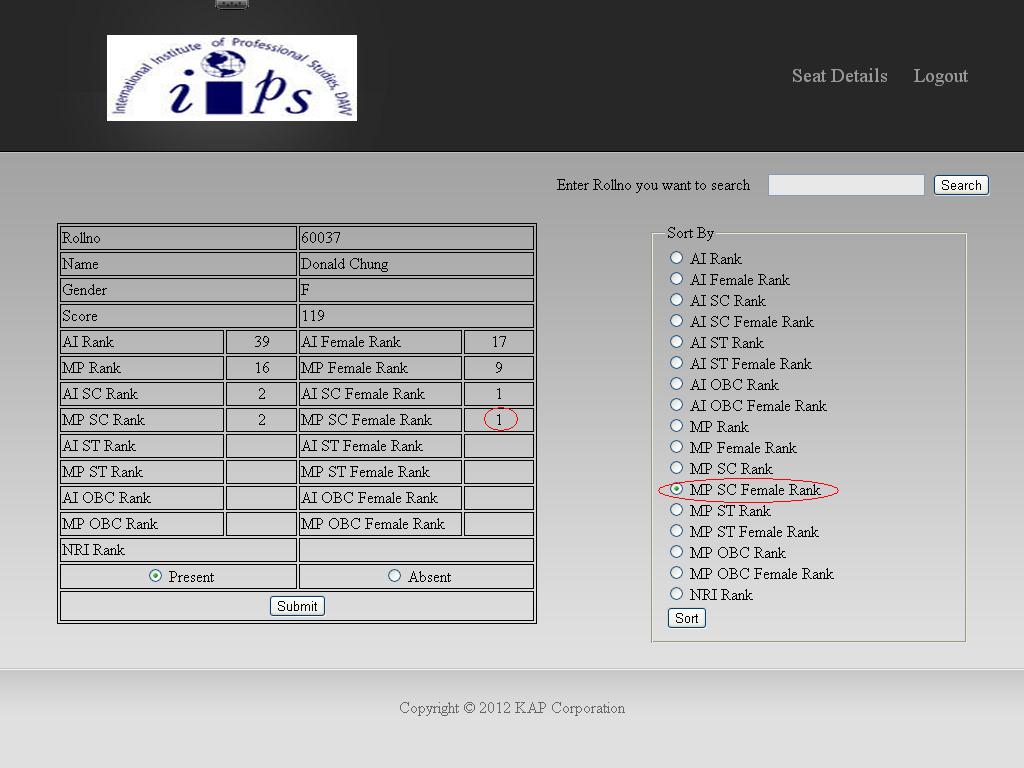 International Institute of Professional Studies, DAVV
ips
Seat Details Logout
Enter Rollno you want to search Search
Rollno 60037
Name Donald Chung
Gender F
Score 119
AI Rank 39 AI Female Rank 17
MP Rank 16 MP Female Rank 9
AI SC Rank 2 AI SC Female Rank 1
MP SC Rank 2 MP SC Female Rank 1
AI ST Rank AI ST Female Rank
MP ST Rank MP ST Female Rank
AI OBC Rank AI OBC Female Rank
MP OBC Rank MP OBC Female Rank
NRI Rank
Present Absent
Submit
Sort By
AI Rank
AI Female Rank
AI SC Rank
AI SC Female Rank
AI ST Rank
AI ST Female Rank
AI OBC Rank
AI OBC Female Rank
MP Rank
MP Female Rank
MP SC Rank
MP SC Female Rank
MP ST Rank
MP ST Female Rank
MP OBC Rank
MP OBC Female Rank
NRI Rank
Sort
Copyright © 2012 KAP Corporation